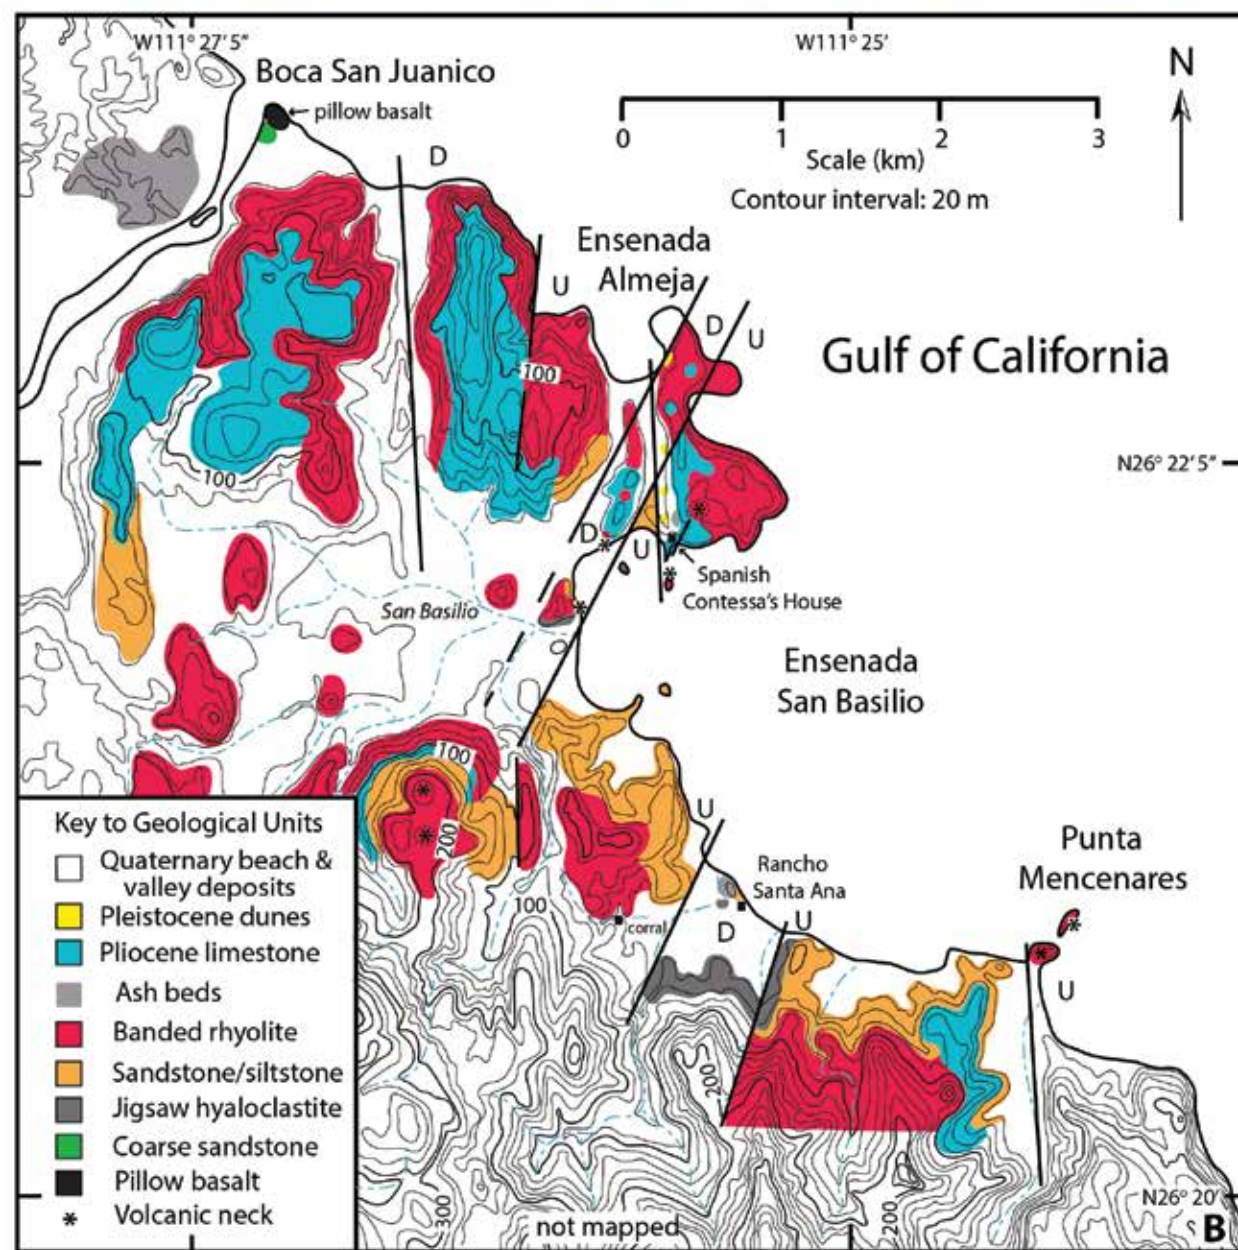 W111° 27' 5"
W111° 25'
Boca San Juanico
pillow basalt
N
0 1 2 3
Scale (km)
Contour interval: 20 m
D
Ensenada
Almeja
U
D
U
Gulf of California
100
100
N26° 22' 5"
D
U
Spanish
Contessa's House
San Basilio
Ensenada
San Basilio
100
200
U
Rancho
Santa Ana
Punta
Mencenares
100
corral
D
U
U
200
Key to Geological Units
Quaternary beach &
valley deposits
Pleistocene dunes
Pliocene limestone
Ash beds
Banded rhyolite
Sandstone/siltstone
Jigsaw hyaloclastite
Coarse sandstone
Pillow basalt
* Volcanic neck
300
not mapped
200
N26° 20'
B